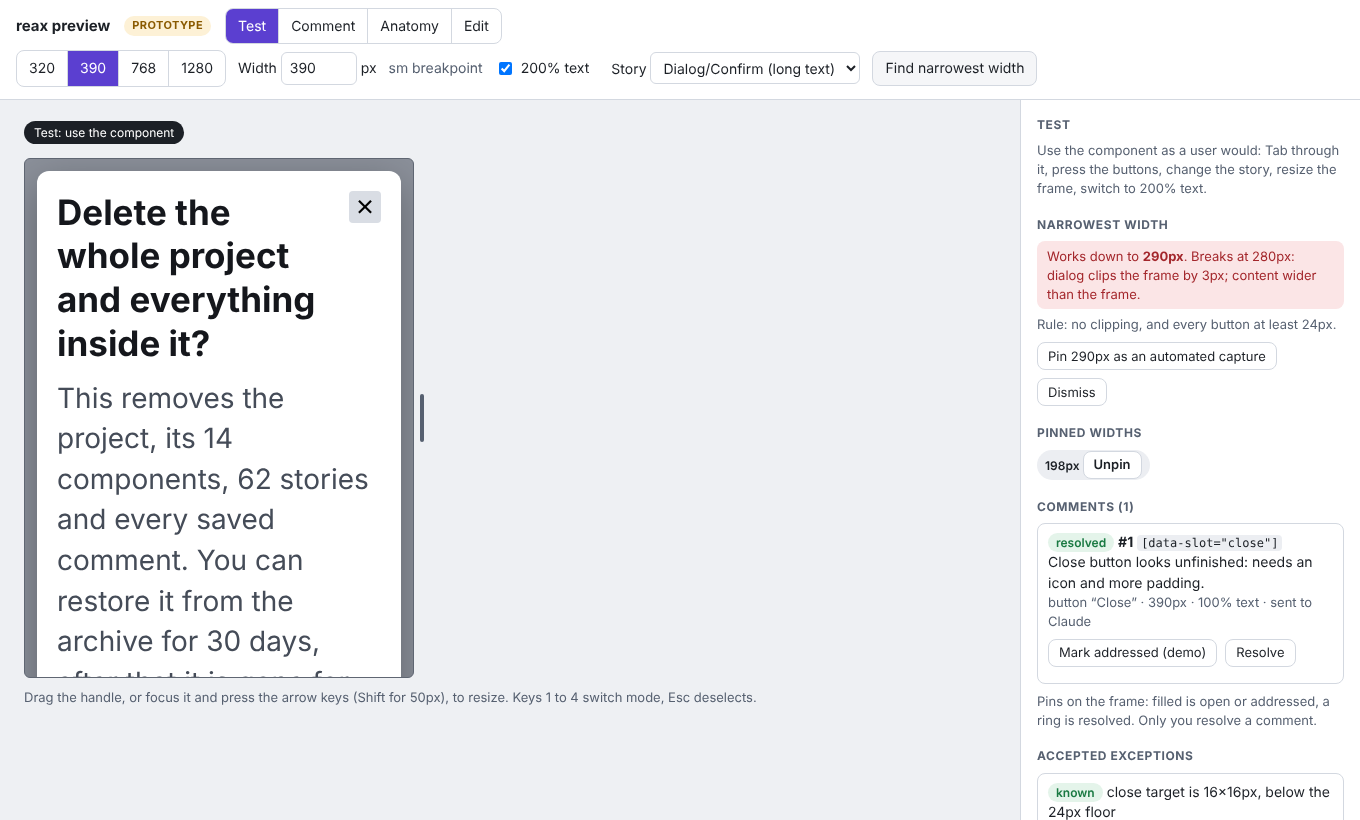 reax preview PROTOTYPE Test Comment Anatomy Edit
320 390 768 1280 Width 390 px sm breakpoint 200% text Story Dialog/Confirm (long text) Find narrowest width
Test: use the component
Delete the
whole project
and everything
inside it?
✕
This removes the
project, its 14
components, 62 stories
and every saved
comment. You can
restore it from the
archive for 30 days,
after that it is gone for
Drag the handle, or focus it and press the arrow keys (Shift for 50px), to resize. Keys 1 to 4 switch mode, Esc deselects.
TEST
Use the component as a user would: Tab through
it, press the buttons, change the story, resize the
frame, switch to 200% text.
NARROWEST WIDTH
Works down to 290px. Breaks at 280px:
dialog clips the frame by 3px; content wider
than the frame.
Rule: no clipping, and every button at least 24px.
Pin 290px as an automated capture
Dismiss
PINNED WIDTHS
198px Unpin
COMMENTS (1)
resolved #1 [data-slot="close"]
Close button looks unfinished: needs an
icon and more padding.
button “Close” · 390px · 100% text · sent to
Claude
Mark addressed (demo) Resolve
Pins on the frame: filled is open or addressed, a
ring is resolved. Only you resolve a comment.
ACCEPTED EXCEPTIONS
known close target is 16×16px, below the
24px floor